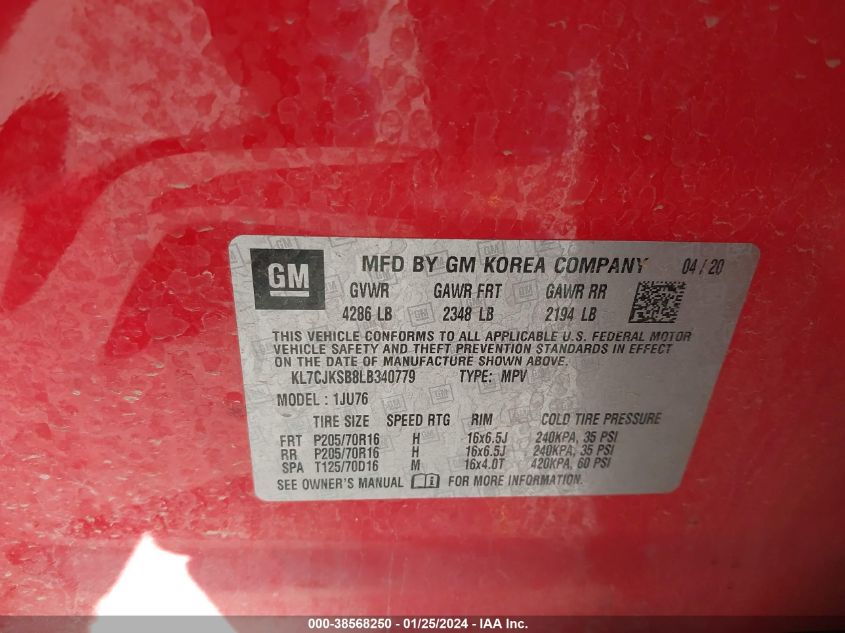 GM MFD BY GM KOREA COMPANY 04/20
GVWR GAWR FRT GAWR RR
4286 LB 2348 LB 2194 LB
THIS VEHICLE CONFORMS TO ALL APPLICABLE U.S. FEDERAL MOTOR
VEHICLE SAFETY AND THEFT PREVENTION STANDARDS IN EFFECT
ON THE DATE OF MANUFACTURE SHOWN ABOVE.
KL7CJKSB8LB340779 TYPE: MPV
MODEL : 1JU76
TIRE SIZE SPEED RTG RIM COLD TIRE PRESSURE
FRT P205/70R16 H 16x6.5J 240KPA, 35 PSI
RR P205/70R16 H 16x6.5J 240KPA, 35 PSI
SPA T125/70D16 M 16x4.0T 420KPA, 60 PSI
SEE OWNER'S MANUAL FOR MORE INFORMATION.
000-38568250 - 01/25/2024 - IAA Inc.